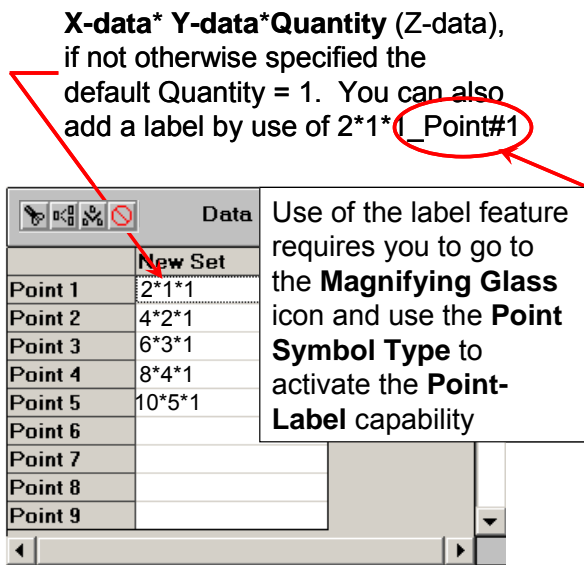 X-data* Y-data*Quantity (Z-data),
if not otherwise specified the
default Quantity = 1. You can also
add a label by use of 2*1*1_Point#1
Data
New Set
Point 1 2*1*1
Point 2 4*2*1
Point 3 6*3*1
Point 4 8*4*1
Point 5 10*5*1
Point 6
Point 7
Point 8
Point 9
Use of the label feature
requires you to go to
the Magnifying Glass
icon and use the Point
Symbol Type to
activate the Point-
Label capability